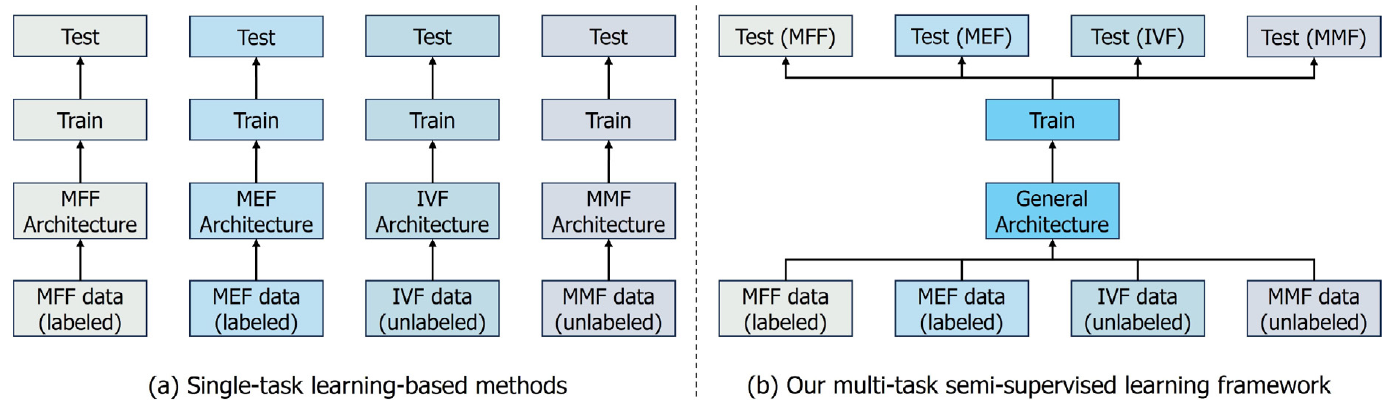 Test
Test
Test
Test
Train
Train
Train
Train
MFF
Architecture
MEF
Architecture
IVF
Architecture
MMF
Architecture
MFF data
(labeled)
MEF data
(labeled)
IVF data
(unlabeled)
MMF data
(unlabeled)
(a) Single-task learning-based methods
Test (MFF)
Test (MEF)
Test (IVF)
Test (MMF)
Train
General
Architecture
MFF data
(labeled)
MEF data
(labeled)
IVF data
(unlabeled)
MMF data
(unlabeled)
(b) Our multi-task semi-supervised learning framework